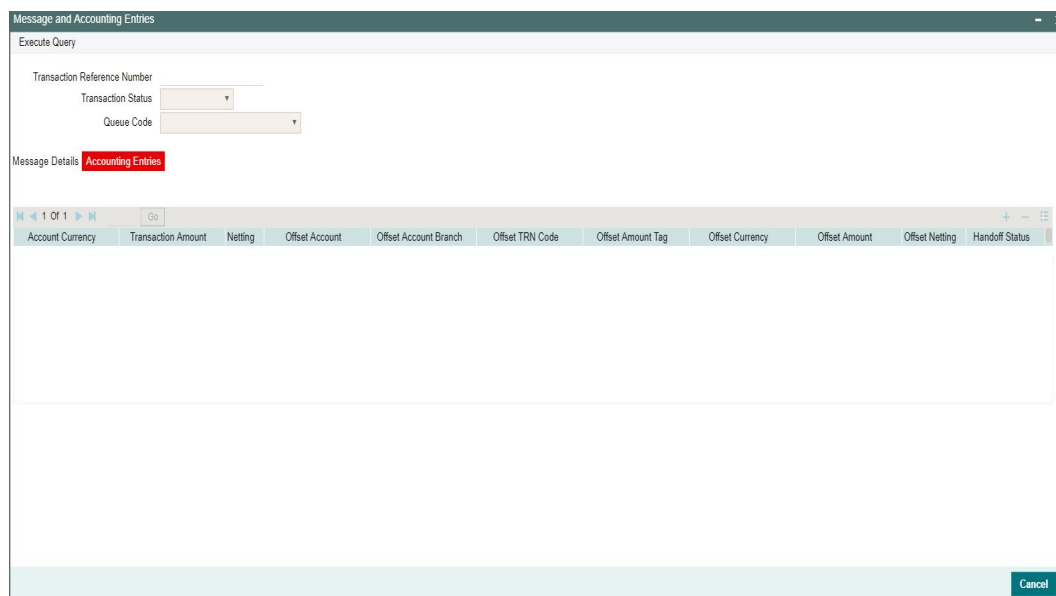 Message and Accounting Entries
Execute Query
Transaction Reference Number
Transaction Status
Queue Code
Message Details Accounting Entries
1 Of 1 Go
Account Currency Transaction Amount Netting Offset Account Offset Account Branch Offset TRN Code Offset Amount Tag Offset Currency Offset Amount Offset Netting Handoff Status
Cancel